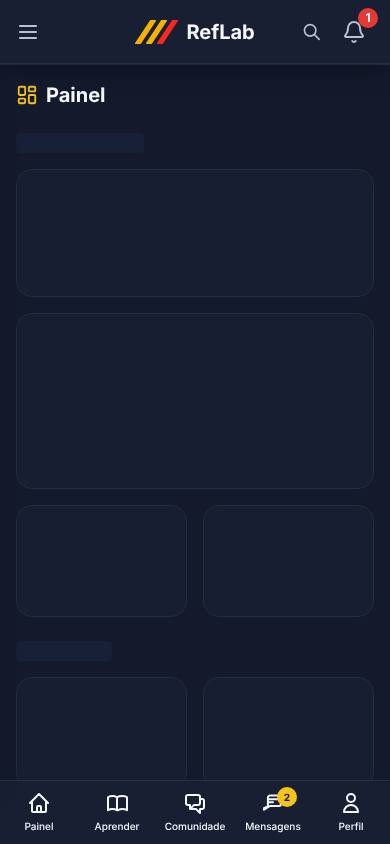 RefLab
1
Painel
Painel
Aprender
Comunidade
2
Mensagens
Perfil